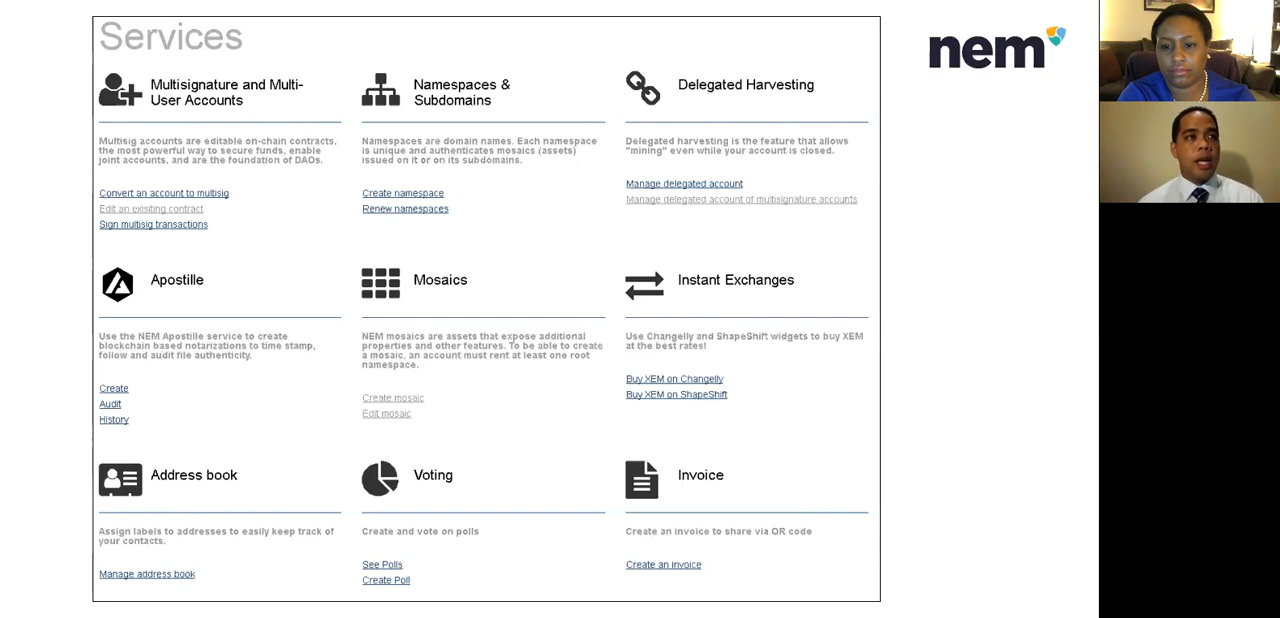 Services
nem
Multisignature and Multi-
User Accounts
Multisig accounts are editable on-chain contracts,
the most powerful way to secure funds, enable
joint accounts, and are the foundation of DAOs.
Convert an account to multisig
Edit an exisiting contract
Sign multisig transactions
Namespaces &
Subdomains
Namespaces are domain names. Each namespace
is unique and authenticates mosaics (assets)
issued on it or on its subdomains.
Create namespace
Renew namespaces
Delegated Harvesting
Delegated harvesting is the feature that allows
"mining" even while your account is closed.
Manage delegated account
Manage delegated account of multisignature accounts
Apostille
Use the NEM Apostille service to create
blockchain based notarizations to time stamp,
follow and audit file authenticity.
Create
Audit
History
Mosaics
NEM mosaics are assets that expose additional
properties and other features. To be able to create
a mosaic, an account must rent at least one root
namespace.
Create mosaic
Edit mosaic
Instant Exchanges
Use Changelly and ShapeShift widgets to buy XEM
at the best rates!
Buy XEM on Changelly
Buy XEM on ShapeShift
Address book
Assign labels to addresses to easily keep track of
your contacts.
Manage address book
Voting
Create and vote on polls
See Polls
Create Poll
Invoice
Create an invoice to share via QR code
Create an invoice